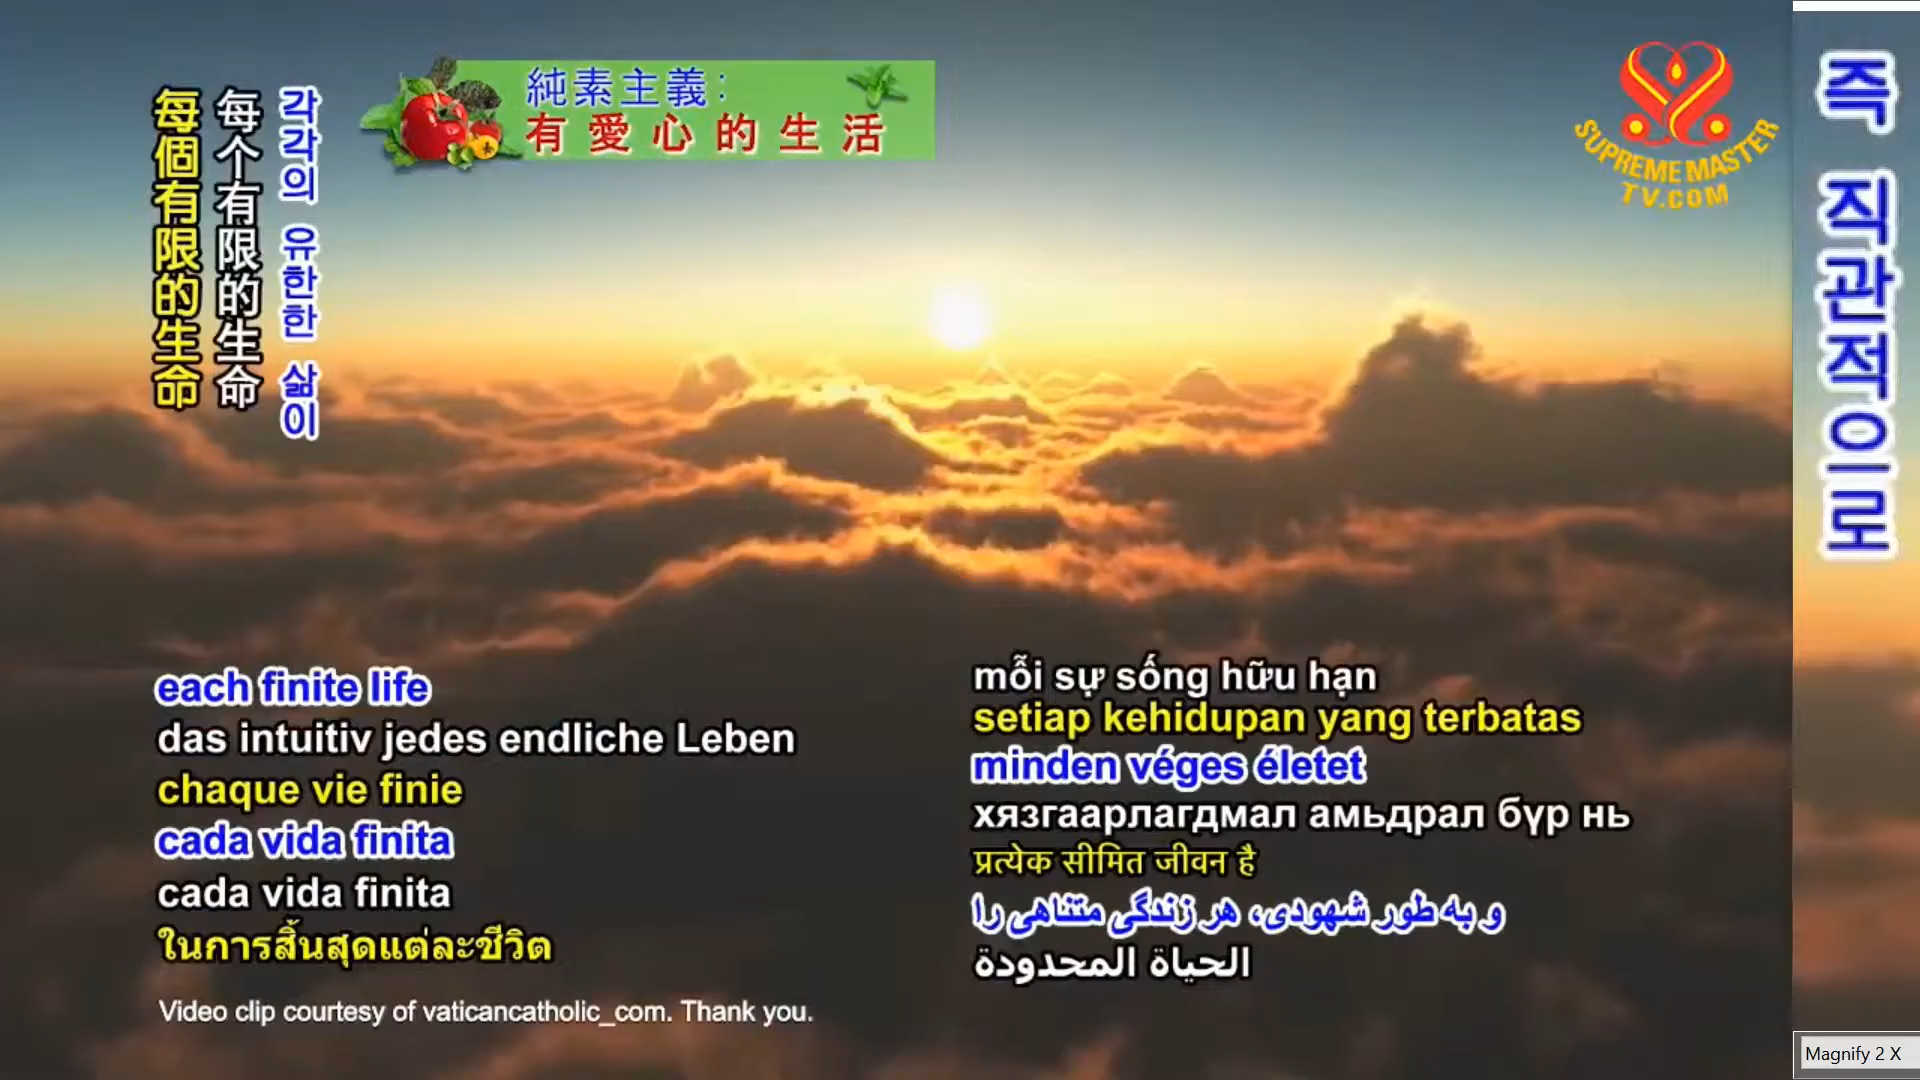 純素主義：
有愛心的生活
SUPREME MASTER
TV.COM
즉 직관적으로
각각의 유한한 삶이
每个有限的生命
每個有限的生命
each finite life
das intuitiv jedes endliche Leben
chaque vie finie
cada vida finita
cada vida finita
ในการสิ้นสุดแต่ละชีวิต
Video clip courtesy of vaticancatholic_com. Thank you.
mỗi sự sống hữu hạn
setiap kehidupan yang terbatas
minden véges életet
хязгаарлагдмал амьдрал бүр нь
प्रत्येक सीमित जीवन है
و به طور شهودی، هر زندگی متناهی را
الحياة المحدودة
Magnify 2 X